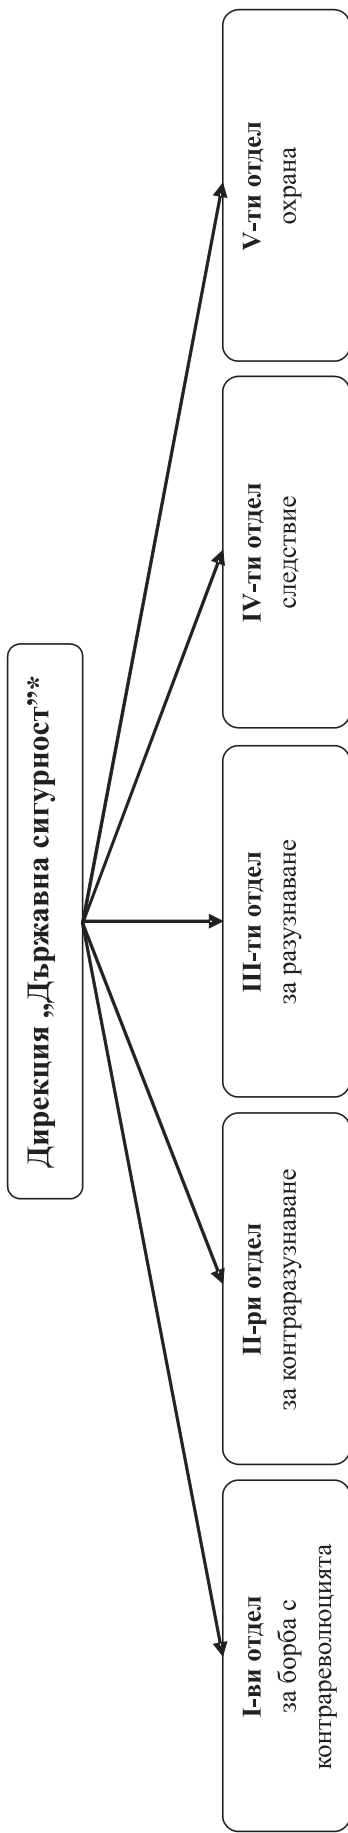 Дирекция „Държавна сигурност”*
I-ви отдел
за борба с
контрареволюцията
II-ри отдел
за контраразузнаване
III-ти отдел
за разузнаване
IV-ти отдел
следствие
V-ти отдел
охрана